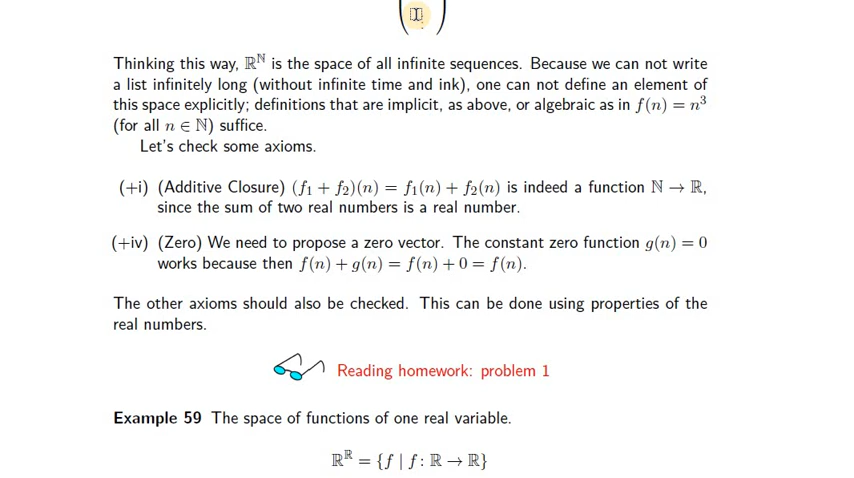 Thinking this way, ℝ^ℕ is the space of all infinite sequences. Because we can not write
a list infinitely long (without infinite time and ink), one can not define an element of
this space explicitly; definitions that are implicit, as above, or algebraic as in f(n) = n³
(for all n ∈ ℕ) suffice.
Let's check some axioms.
(+i) (Additive Closure) (f₁ + f₂)(n) = f₁(n) + f₂(n) is indeed a function ℕ → ℝ,
since the sum of two real numbers is a real number.
(+iv) (Zero) We need to propose a zero vector. The constant zero function g(n) = 0
works because then f(n) + g(n) = f(n) + 0 = f(n).
The other axioms should also be checked. This can be done using properties of the
real numbers.
Reading homework: problem 1
Example 59 The space of functions of one real variable.
ℝ^ℝ = {f | f : ℝ → ℝ}